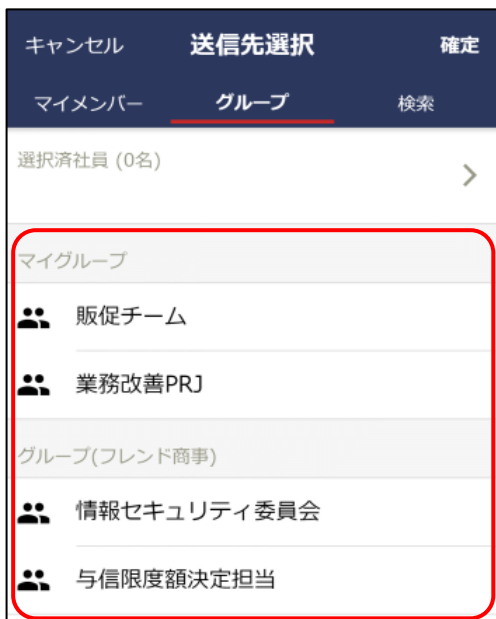 キャンセル 送信先選択 確定
マイメンバー グループ 検索
選択済社員 (0名)
マイグループ
販促チーム
業務改善PRJ
グループ(フレンド商事)
情報セキュリティ委員会
与信限度額決定担当